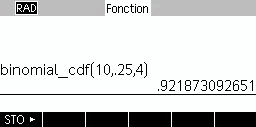 RAD Fonction
binomial_cdf(10,.25,4)
.921873092651
STO ▶